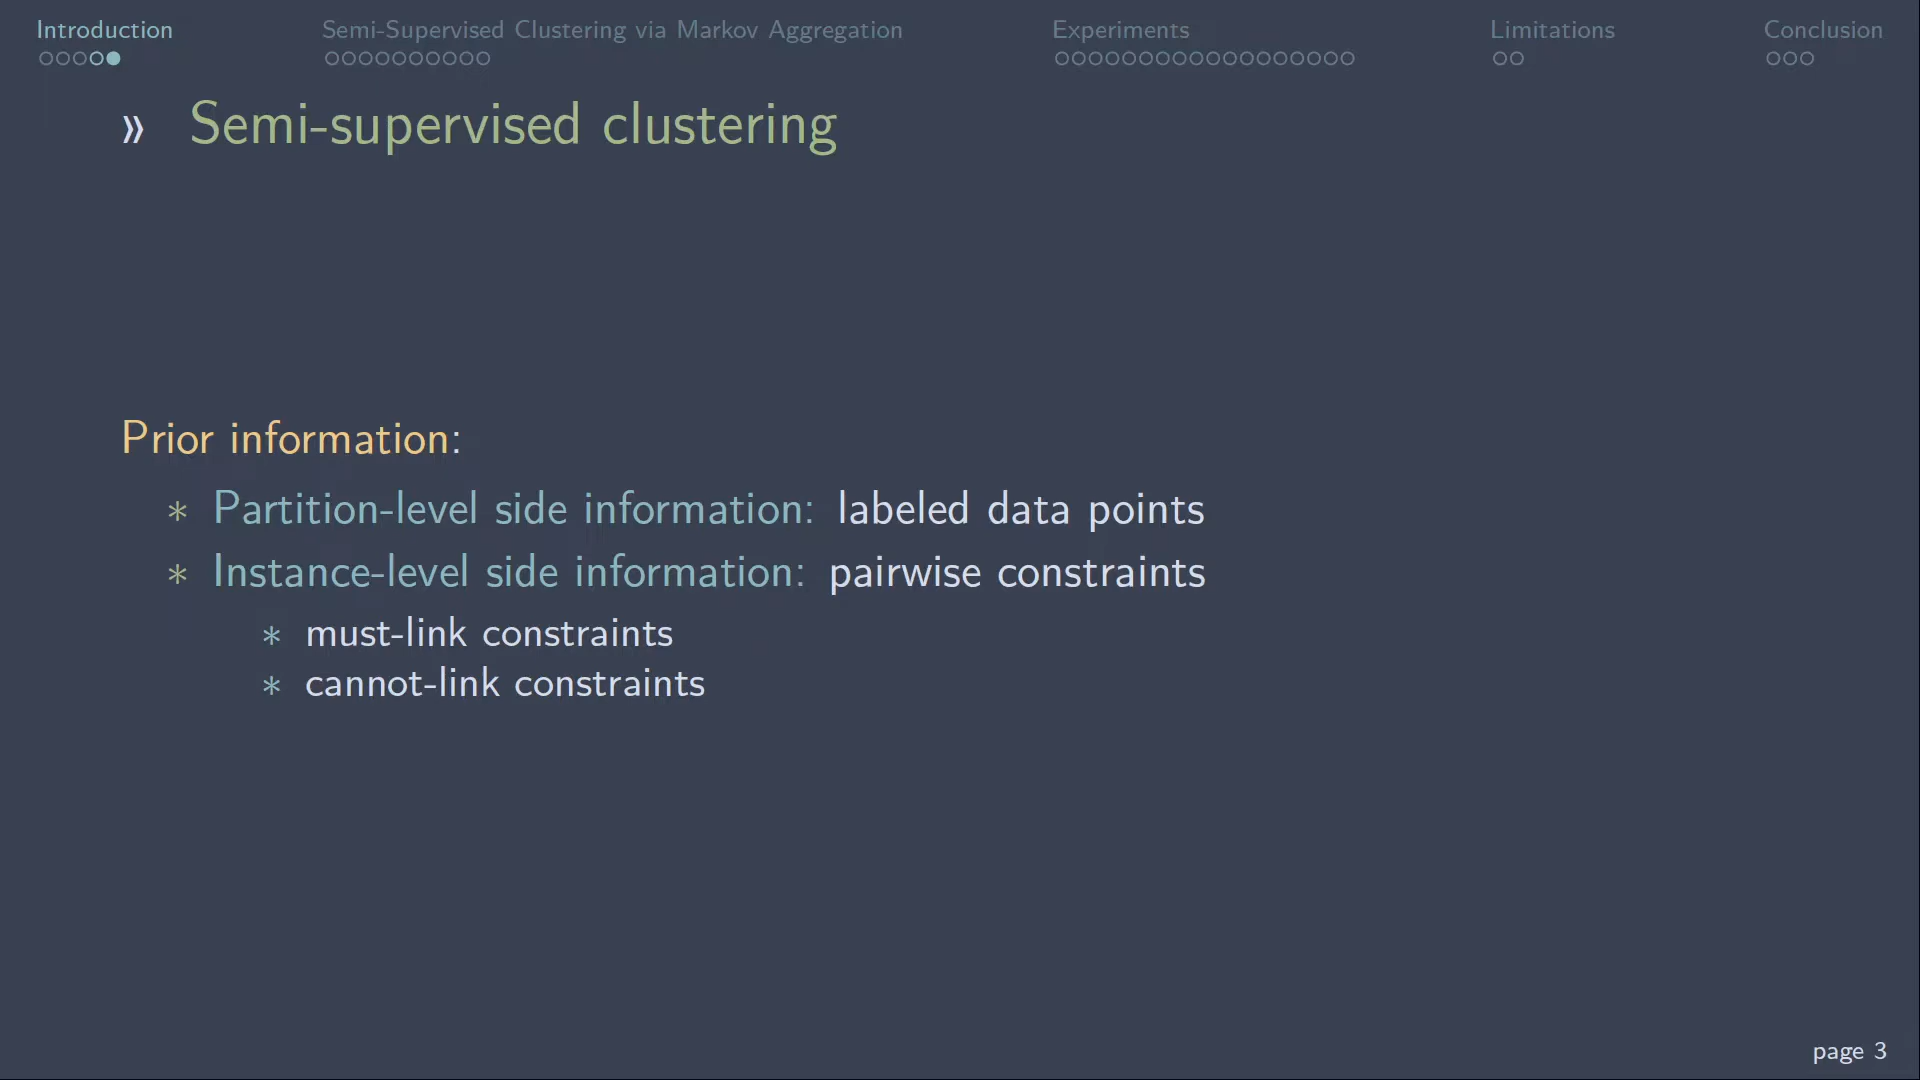 Introduction
Semi-Supervised Clustering via Markov Aggregation
Experiments
Limitations
Conclusion
» Semi-supervised clustering
Prior information:
* Partition-level side information: labeled data points
* Instance-level side information: pairwise constraints
* must-link constraints
* cannot-link constraints
page 3